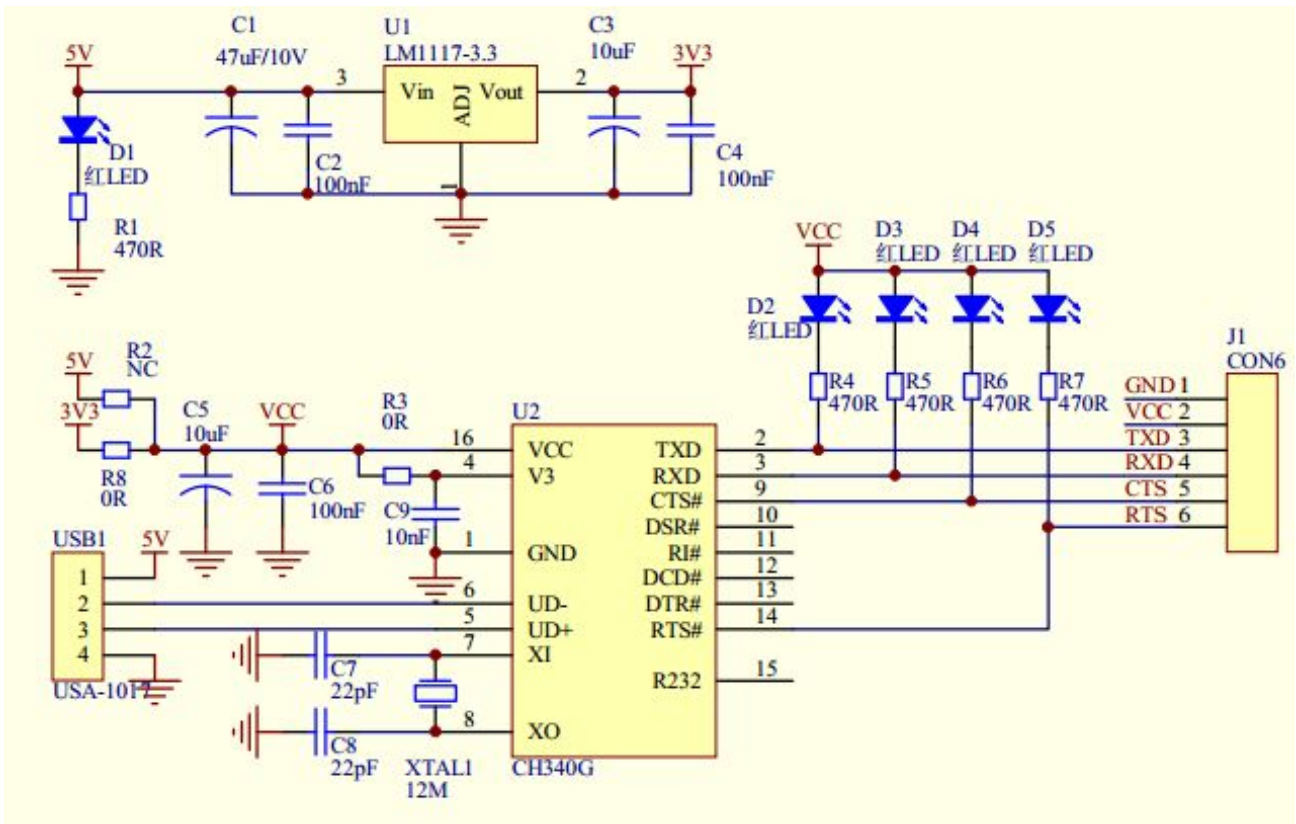 5V
C1
47uF/10V
U1
LM1117-3.3
3
Vin
ADJ
Vout
2
1
C3
10uF
3V3
D1
红LED
C2
100nF
C4
100nF
R1
470R
VCC
D3
红LED
D4
红LED
D5
红LED
D2
红LED
R4
470R
R5
470R
R6
470R
R7
470R
J1
CON6
GND 1
VCC 2
TXD 3
RXD 4
CTS 5
RTS 6
5V
R2
NC
3V3
R8
0R
C5
10uF
VCC
C6
100nF
R3
0R
C9
10nF
U2
16 VCC
4 V3
1 GND
6 UD-
5 UD+
7 XI
8 XO
TXD 2
RXD 3
CTS# 9
DSR# 10
RI# 11
DCD# 12
DTR# 13
RTS# 14
R232 15
CH340G
USB1
5V
1
2
3
4
USA-1017
C7
22pF
C8
22pF
XTAL1
12M